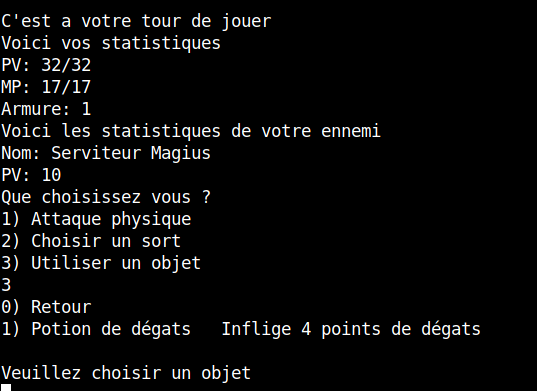 C'est a votre tour de jouer
Voici vos statistiques
PV: 32/32
MP: 17/17
Armure: 1
Voici les statistiques de votre ennemi
Nom: Serviteur Magius
PV: 10
Que choisissez vous ?
1) Attaque physique
2) Choisir un sort
3) Utiliser un objet
3
0) Retour
1) Potion de dégats   Inflige 4 points de dégats
Veuillez choisir un objet